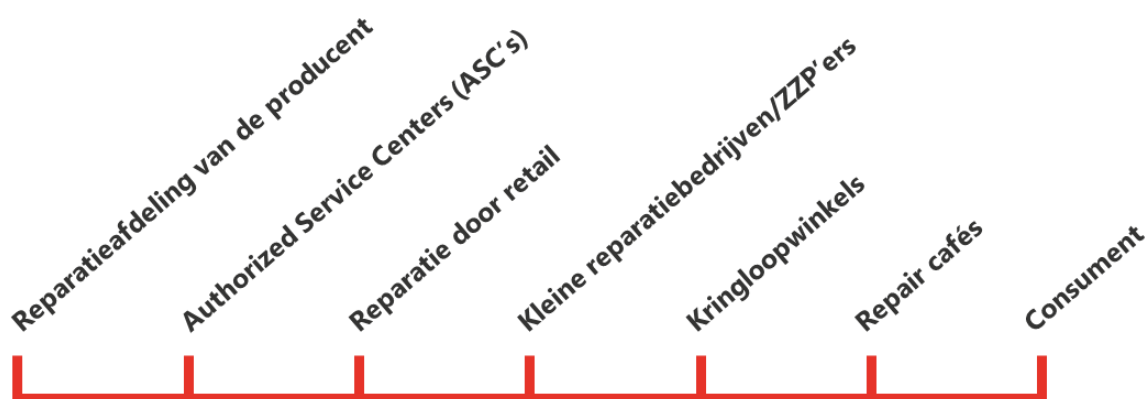 Reparatieafdeling van de producent
Authorized Service Centers (ASC's)
Reparatie door retail
Kleine reparatiebedrijven/ZZP'ers
Kringloopwinkels
Repair cafés
Consument